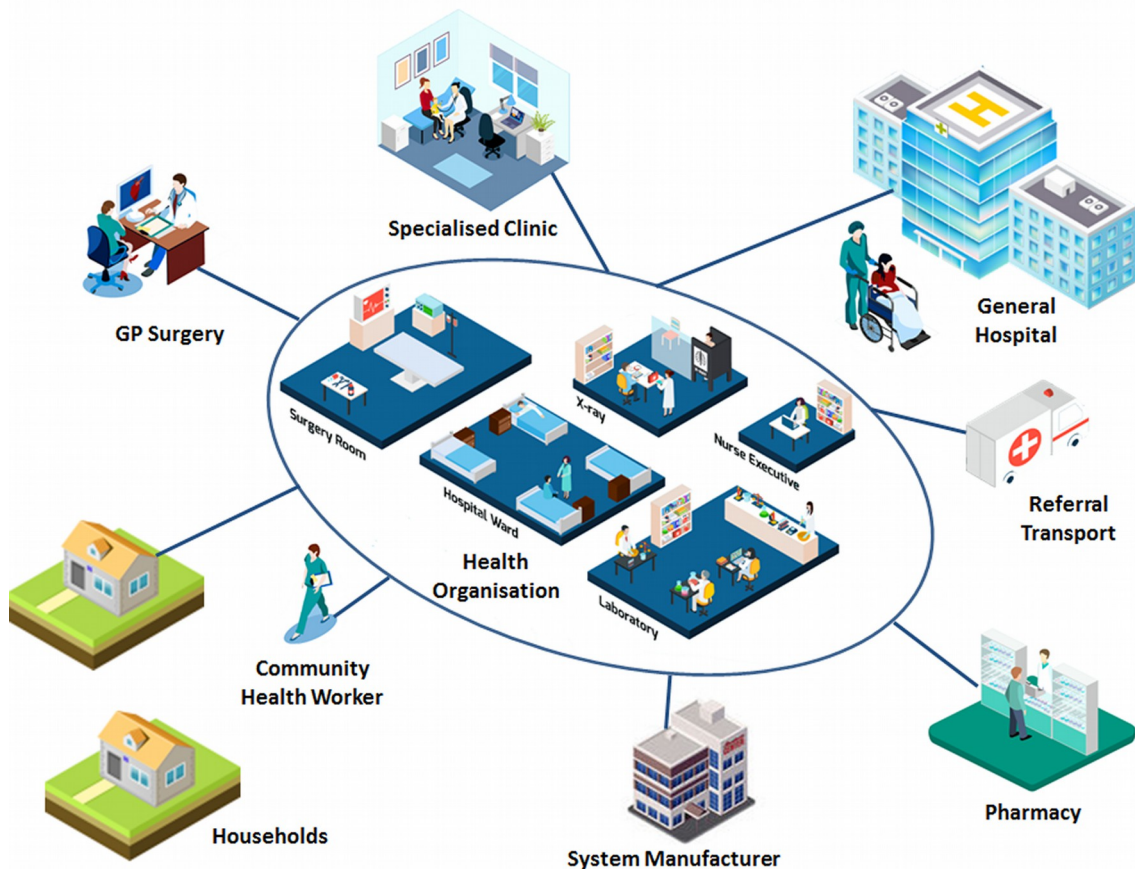 Specialised Clinic
GP Surgery
General
Hospital
Surgery Room
X-ray
Nurse Executive
Hospital Ward
Health
Organisation
Laboratory
Referral
Transport
Community
Health Worker
Households
System Manufacturer
Pharmacy
H